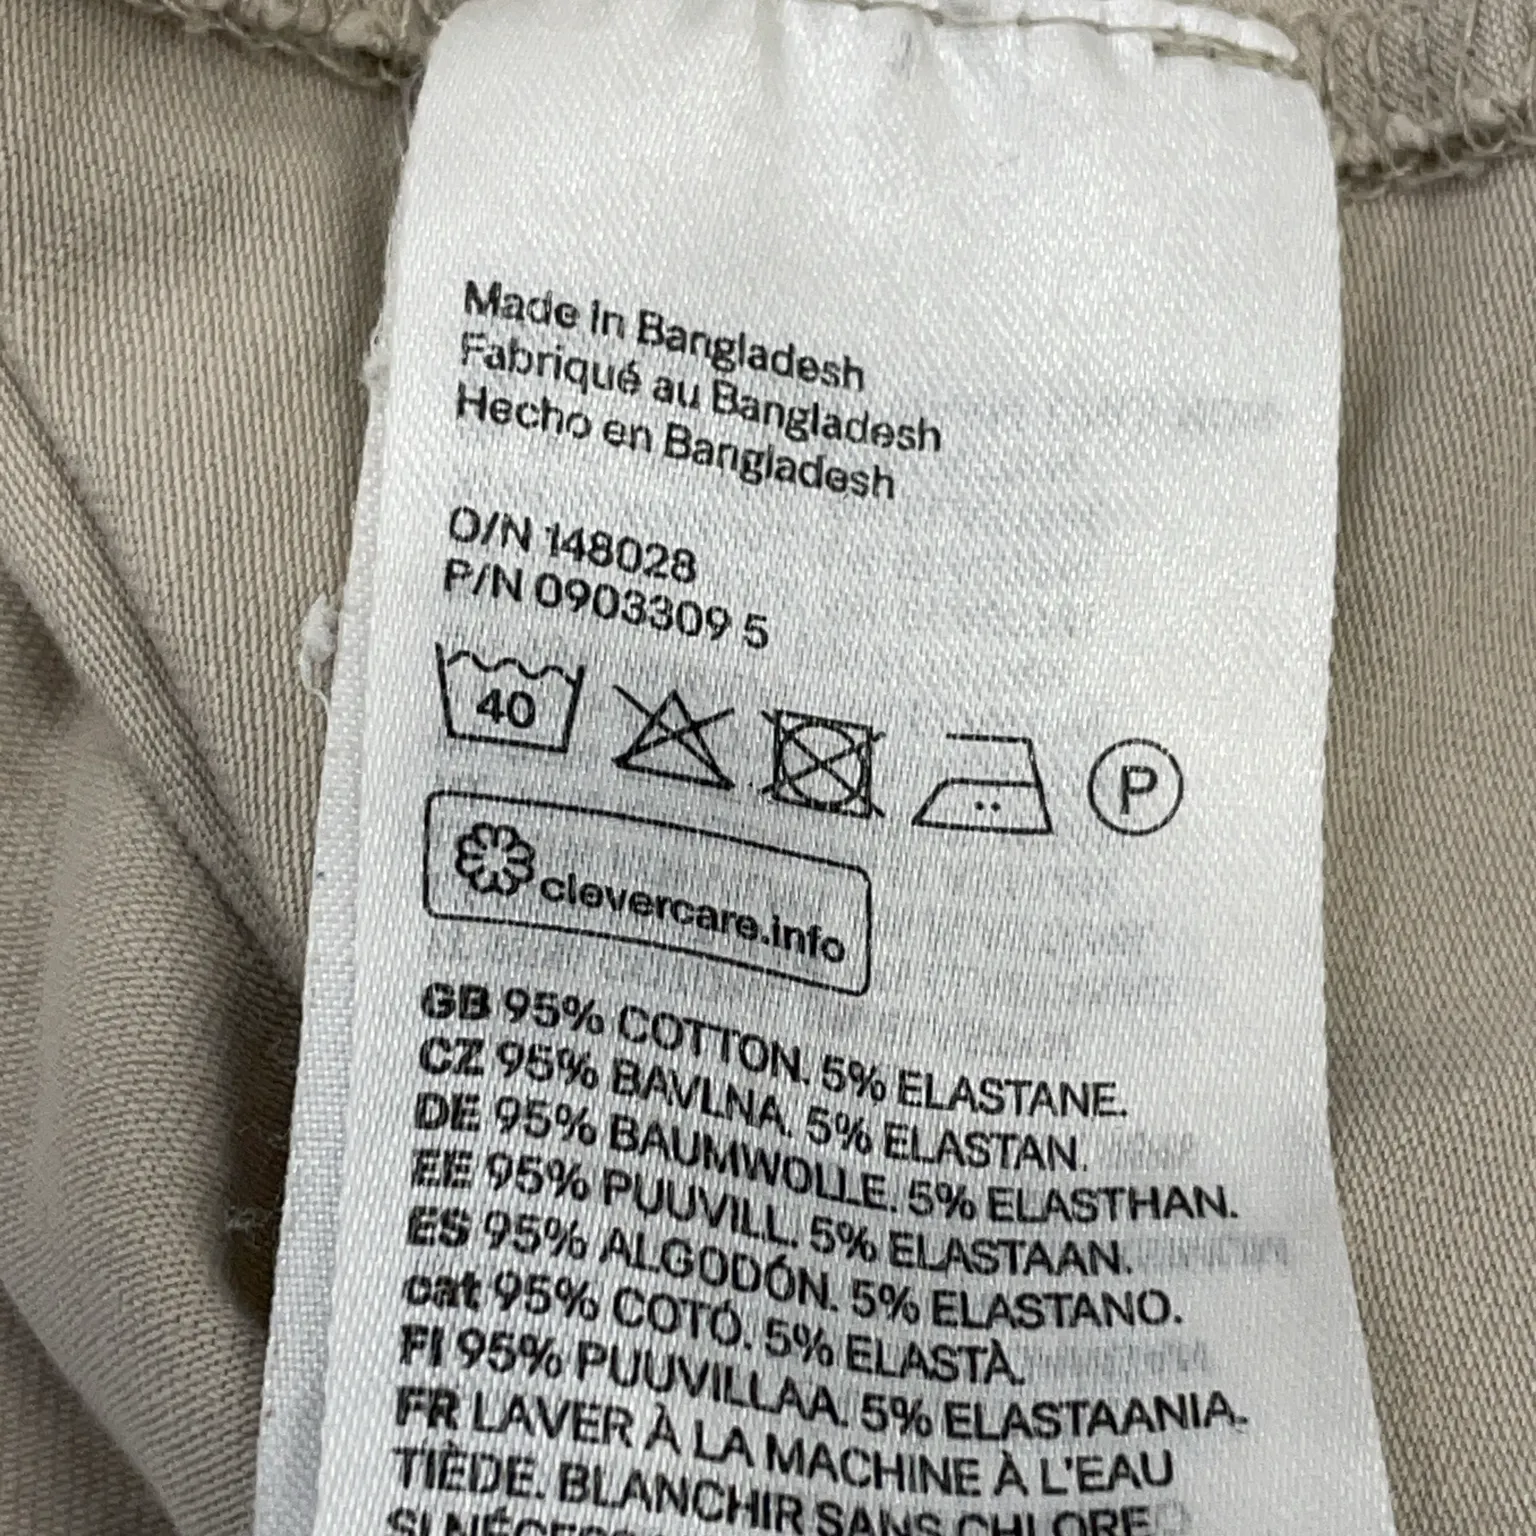 Made in Bangladesh
Fabriqué au Bangladesh
Hecho en Bangladesh
O/N 148028
P/N 0903309 5
40
P
clevercare.info
GB 95% COTTON. 5% ELASTANE.
CZ 95% BAVLNA. 5% ELASTAN.
DE 95% BAUMWOLLE. 5% ELASTHAN.
EE 95% PUUVILL. 5% ELASTAAN.
ES 95% ALGODÓN. 5% ELASTANO.
cat 95% COTÓ. 5% ELASTÀ.
FI 95% PUUVILLAA. 5% ELASTAANIA.
FR LAVER À LA MACHINE À L'EAU
TIÈDE. BLANCHIR SANS CHLORE
SI